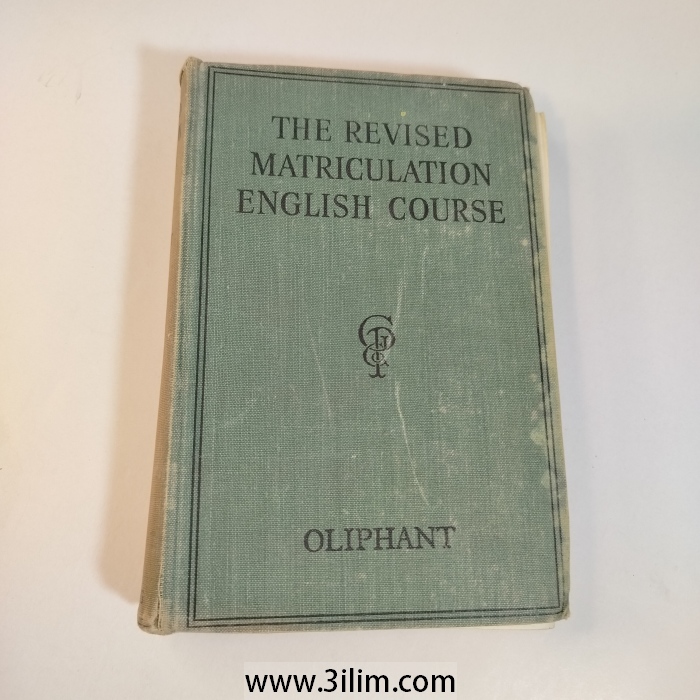 THE REVISED
MATRICULATION
ENGLISH COURSE
OLIPHANT
www.3ilim.com